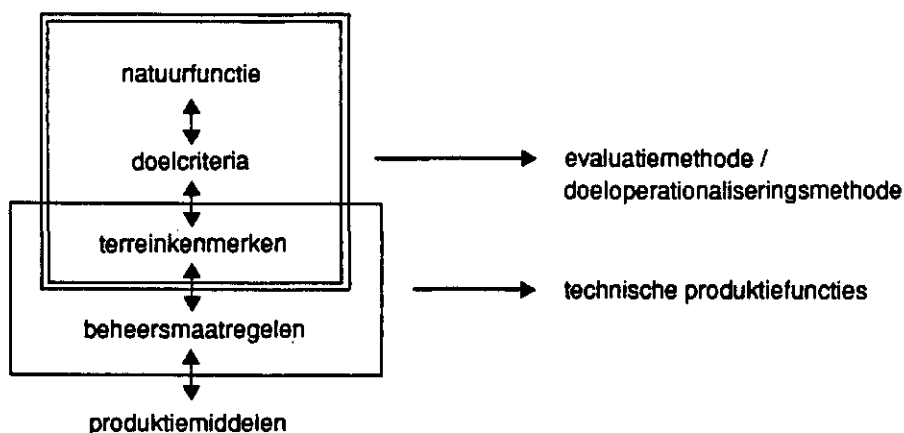 natuurfunctie
doelcriteria
evaluatiemethode /
doeloperationaliseringsmethode
terreinkenmerken
technische produktiefuncties
beheersmaatregelen
produktiemiddelen